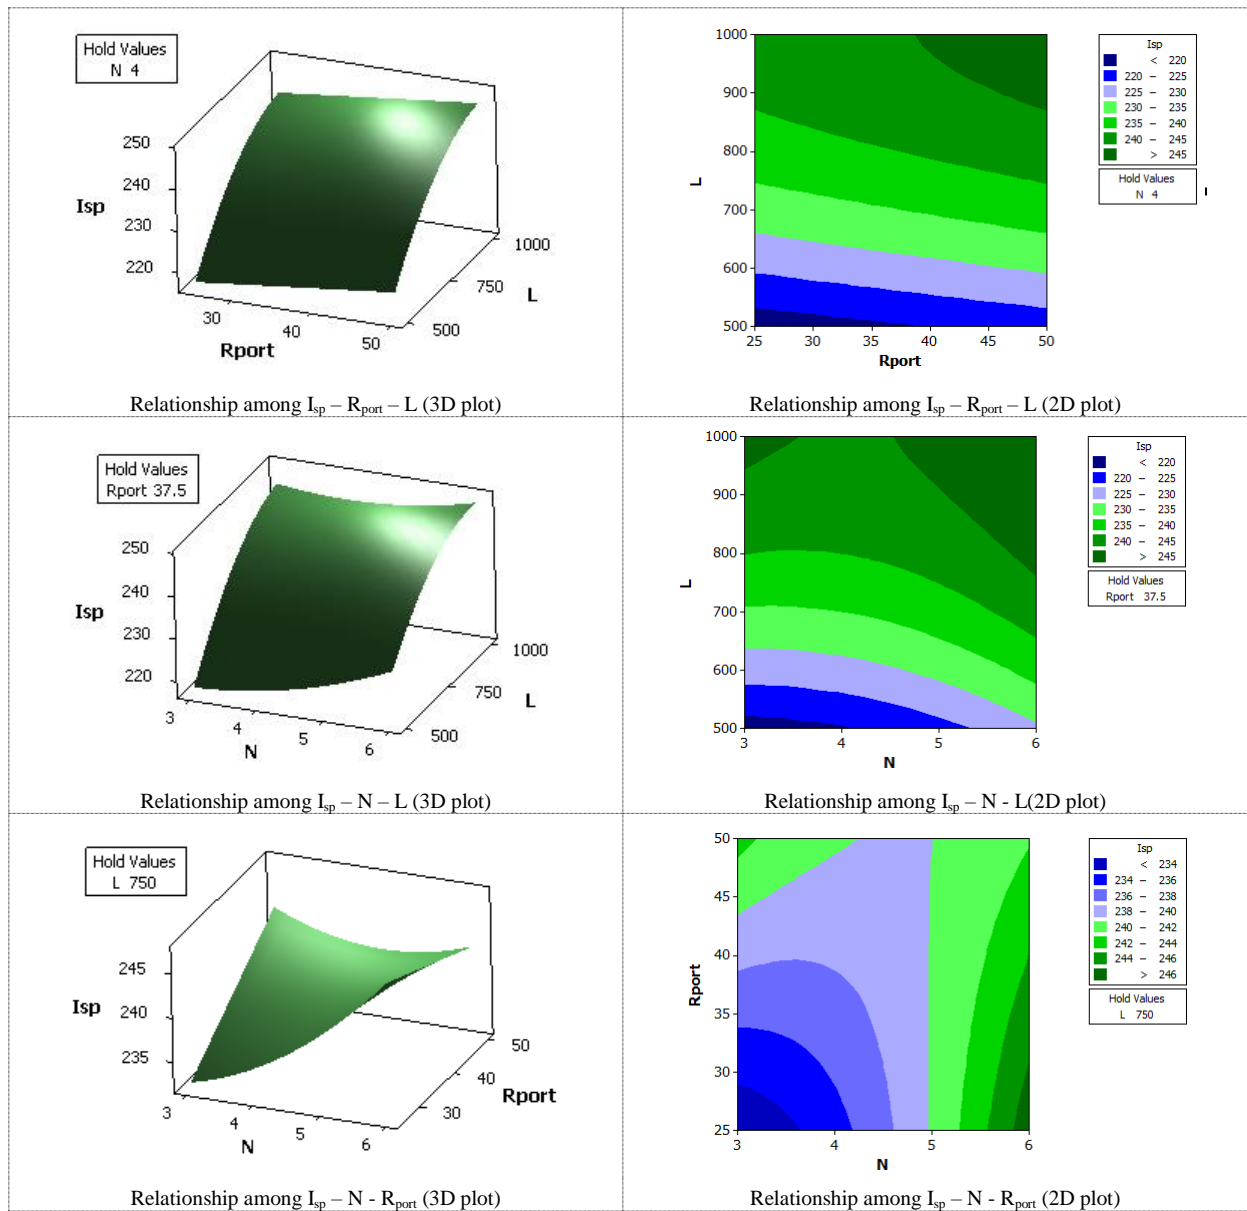 Hold Values
N 4
250
240
Isp
230
220
30
40
50
Rport
500
750
1000
L
Relationship among Isp – Rport – L (3D plot)
1000
900
800
L
700
600
500
25 30 35 40 45 50
Rport
Isp
< 220
220 – 225
225 – 230
230 – 235
235 – 240
240 – 245
> 245
Hold Values
N 4
Relationship among Isp – Rport – L (2D plot)
Hold Values
Rport 37.5
250
240
Isp
230
220
3
4
5
6
N
500
750
1000
L
Relationship among Isp – N – L (3D plot)
1000
900
800
L
700
600
500
3 4 5 6
N
Isp
< 220
220 – 225
225 – 230
230 – 235
235 – 240
240 – 245
> 245
Hold Values
Rport 37.5
Relationship among Isp – N - L(2D plot)
Hold Values
L 750
245
Isp
240
235
3
4
5
6
N
30
40
50
Rport
Relationship among Isp – N - Rport (3D plot)
50
45
40
Rport
35
30
25
3 4 5 6
N
Isp
< 234
234 – 236
236 – 238
238 – 240
240 – 242
242 – 244
244 – 246
> 246
Hold Values
L 750
Relationship among Isp – N - Rport (2D plot)